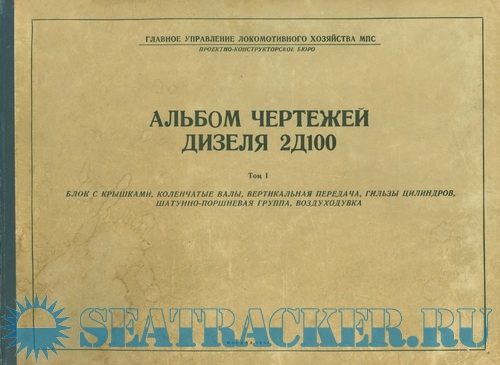 ГЛАВНОЕ УПРАВЛЕНИЕ ЛОКОМОТИВНОГО ХОЗЯЙСТВА МПС
ПРОЕКТНО-КОНСТРУКТОРСКОЕ БЮРО
АЛЬБОМ ЧЕРТЕЖЕЙ
ДИЗЕЛЯ 2Д100
Том I
БЛОК С КРЫШКАМИ, КОЛЕНЧАТЫЕ ВАЛЫ, ВЕРТИКАЛЬНАЯ ПЕРЕДАЧА, ГИЛЬЗЫ ЦИЛИНДРОВ,
ШАТУННО-ПОРШНЕВАЯ ГРУППА, ВОЗДУХОДУВКА
SEATRACKER.RU